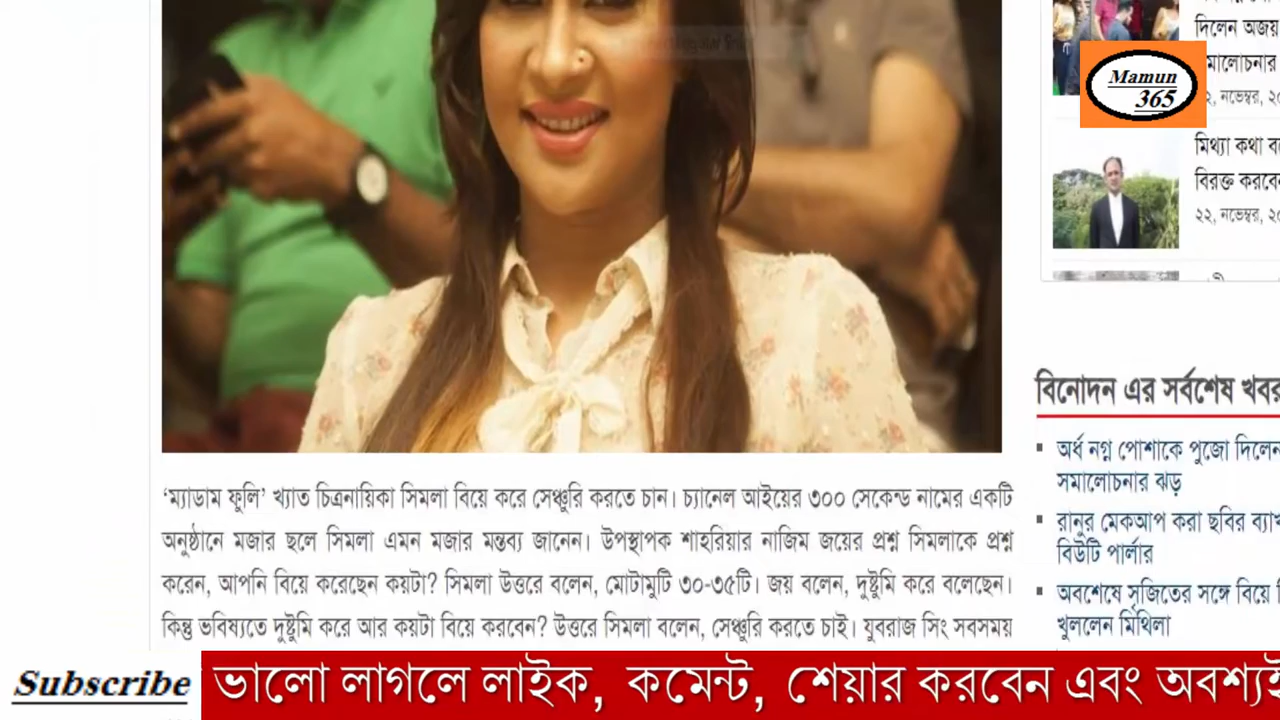 দিলেন অজয়
সমালোচনার
Mamun
365
২, নভেম্বর,
মিথ্যা কথা
বিরক্ত
২২, নভেম্বর,
বিনোদন এর সর্বশেষ খবর
অর্ধ নগ্ন পোশাকে পুজো দিলেন
সমালোচনার ঝড়
রানুর মেকআপ করা ছবির
বিউটি পার্লার
অবশেষে সৃজিতের সঙ্গে বিয়ে
খুললেন মিথিলা
‘ম্যাডাম ফুলি’ খ্যাত চিত্রনায়িকা সিমলা বিয়ে করে সেঞ্চুরি করতে চান। চ্যানেল আইয়ের ৩০০ সেকেন্ড নামের একটি
অনুষ্ঠানে মজার ছলে সিমলা এমন মজার মন্তব্য জানেন। উপস্থাপক শাহরিয়ার নাজিম জয়ের প্রশ্ন সিমলাকে প্রশ্ন
করেন, আপনি বিয়ে করেছেন কয়টা? সিমলা উত্তরে বলেন, মোটামুটি ৩০-৩৫টি। জয় বলেন, দুষ্টুমি করে বলেছেন।
কিন্তু ভবিষ্যতে দুষ্টুমি করে আর কয়টা বিয়ে করবেন? উত্তরে সিমলা বলেন, সেঞ্চুরি করতে চাই। যুবরাজ সিং সবসময়
Subscribe
ভালো লাগলে লাইক, কমেন্ট, শেয়ার করবেন এবং অবশ্যই